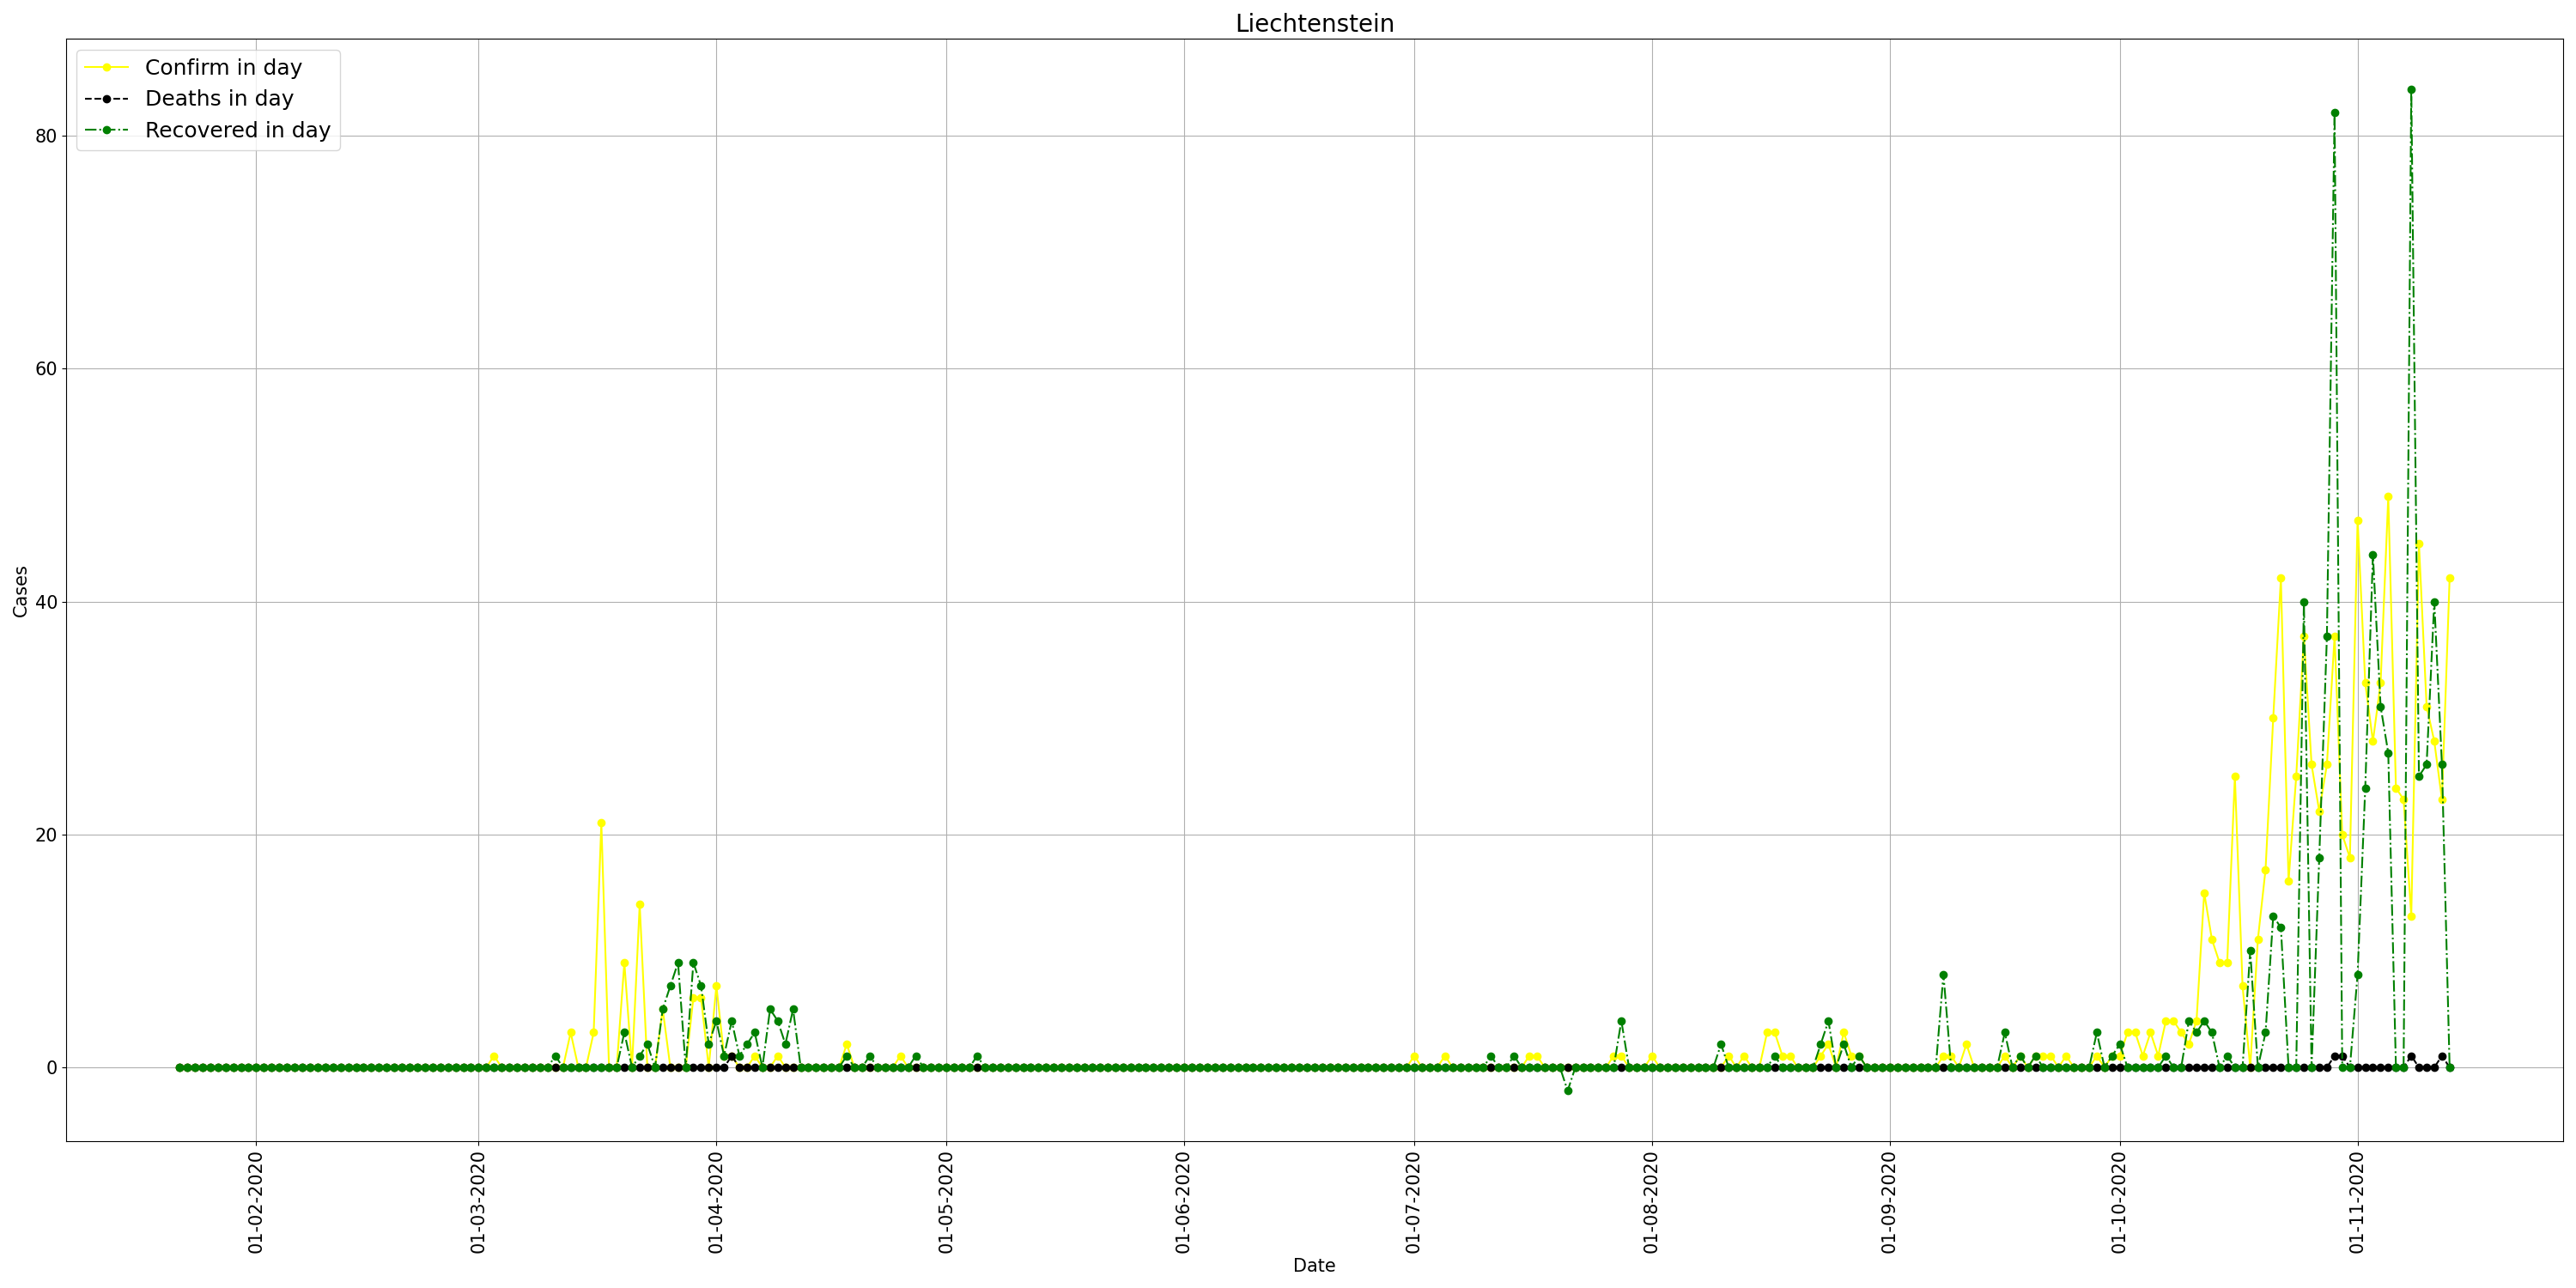 Liechtenstein
Confirm in day
Deaths in day
Recovered in day
80
60
40
20
0
Cases
01-02-2020
01-03-2020
01-04-2020
01-05-2020
01-06-2020
01-07-2020
01-08-2020
01-09-2020
01-10-2020
01-11-2020
Date